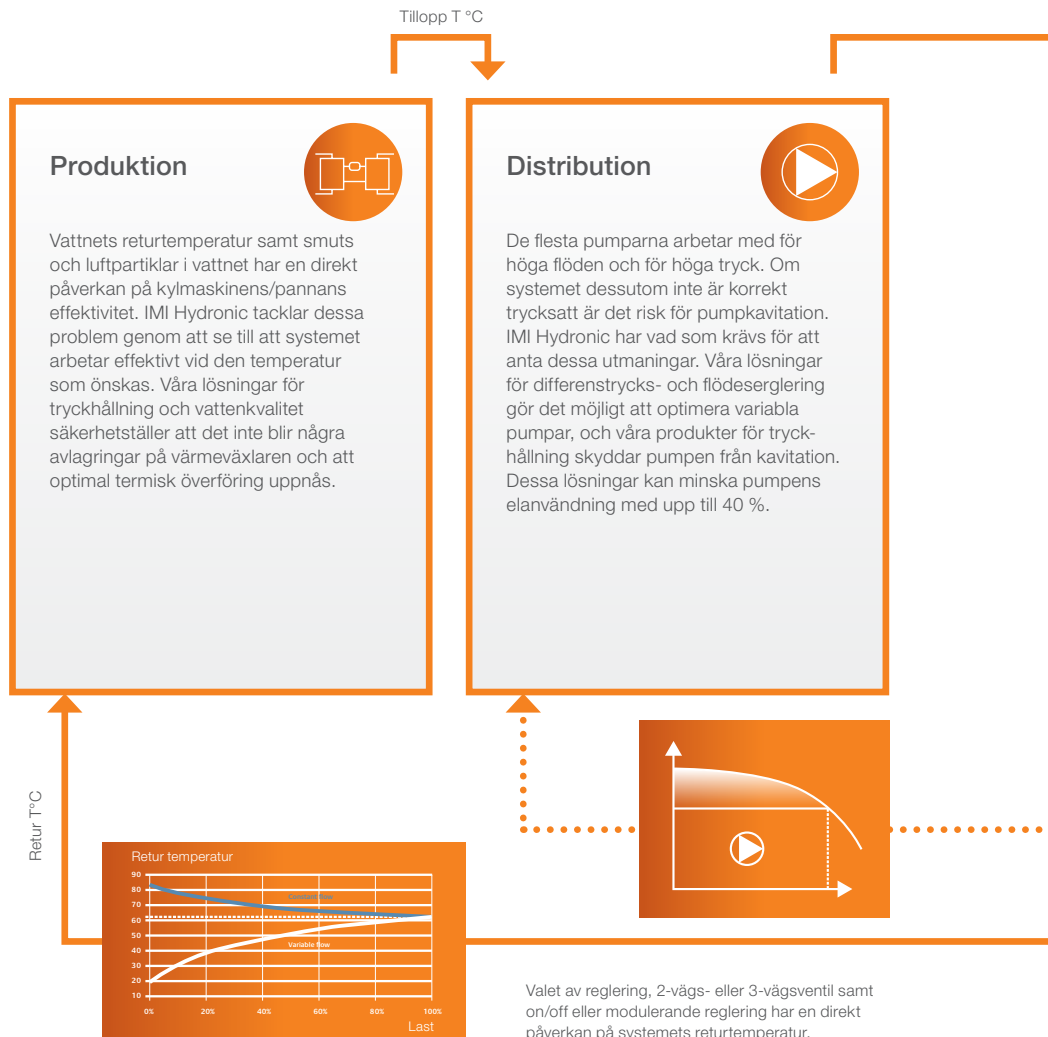 Tillopp T °C
Produktion
Vattnets returtemperatur samt smuts
och luftpartiklar i vattnet har en direkt
påverkan på kylmaskinens/pannans
effektivitet. IMI Hydronic tacklar dessa
problem genom att se till att systemet
arbetar effektivt vid den temperatur
som önskas. Våra lösningar för
tryckhållning och vattenkvalitet
säkerhetställer att det inte blir några
avlagringar på värmeväxlaren och att
optimal termisk överföring uppnås.
Distribution
De flesta pumparna arbetar med för
höga flöden och för höga tryck. Om
systemet dessutom inte är korrekt
trycksatt är det risk för pumpkavitation.
IMI Hydronic har vad som krävs för att
anta dessa utmaningar. Våra lösningar
för differenstrycks- och flödeserglering
gör det möjligt att optimera variabla
pumpar, och våra produkter för tryck-
hållning skyddar pumpen från kavitation.
Dessa lösningar kan minska pumpens
elanvändning med upp till 40 %.
Retur T°C
Retur temperatur
90
80
70
60
50
40
30
20
10
Constant flow
Variable flow
0% 20% 40% 60% 80% 100%
Last
Valet av reglering, 2-vägs- eller 3-vägsventil samt
on/off eller modulerande reglering har en direkt
påverkan på systemets returtemperatur.